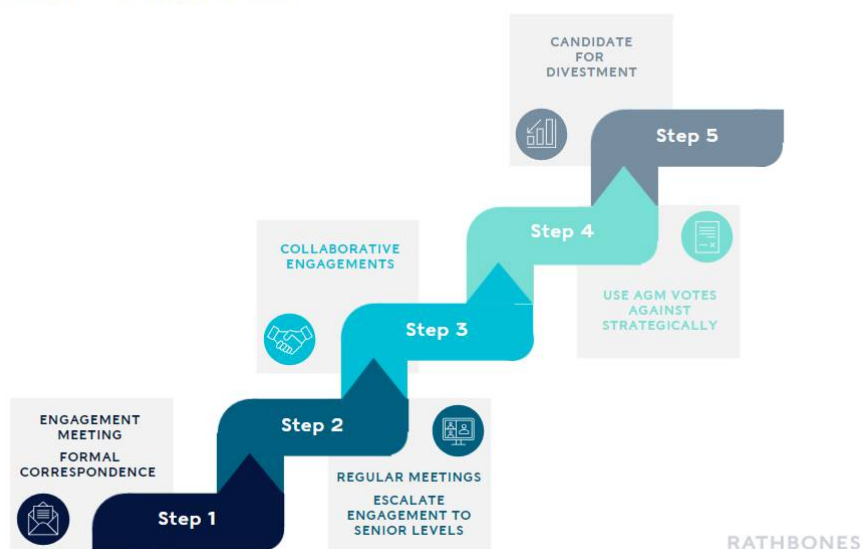 ENGAGEMENT
MEETING
FORMAL
CORRESPONDENCE
Step 1
Step 2
REGULAR MEETINGS
ESCALATE
ENGAGEMENT TO
SENIOR LEVELS
COLLABORATIVE
ENGAGEMENTS
Step 3
Step 4
USE AGM VOTES
AGAINST
STRATEGICALLY
CANDIDATE
FOR
DIVESTMENT
Step 5
RATHBONES